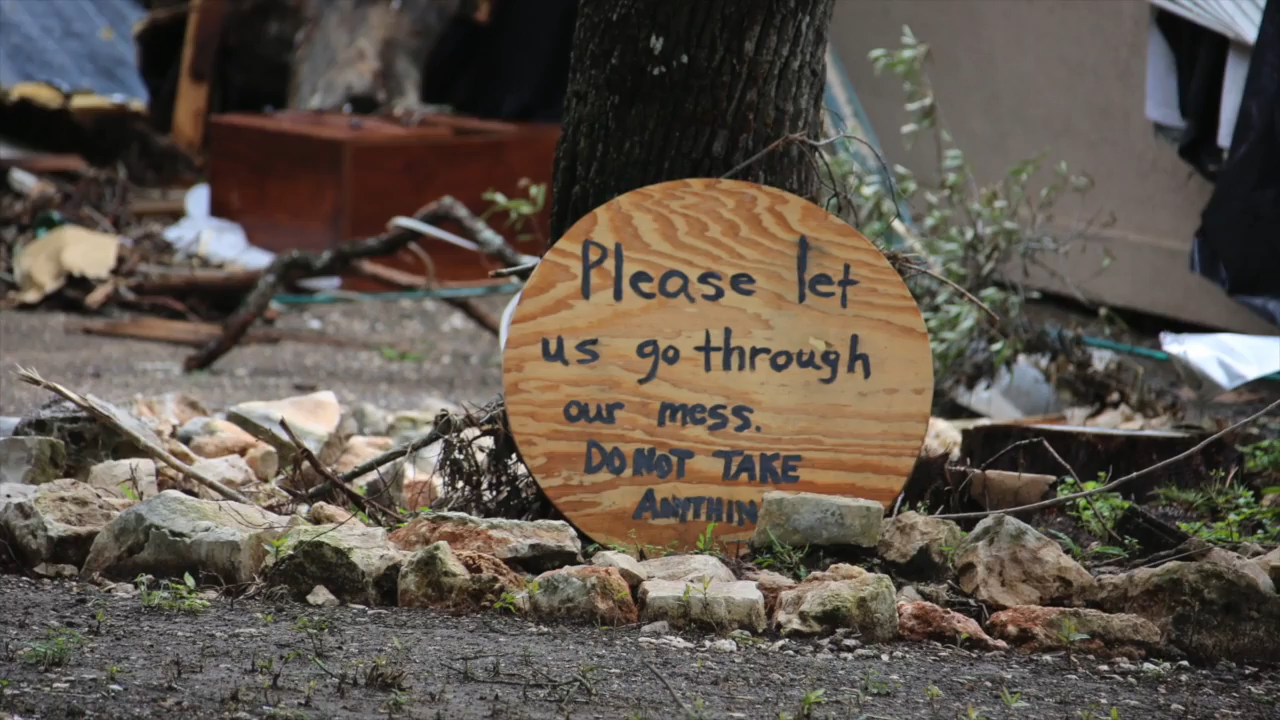 Please let
us go through
our mess.
DO NOT TAKE
ANYTHIN